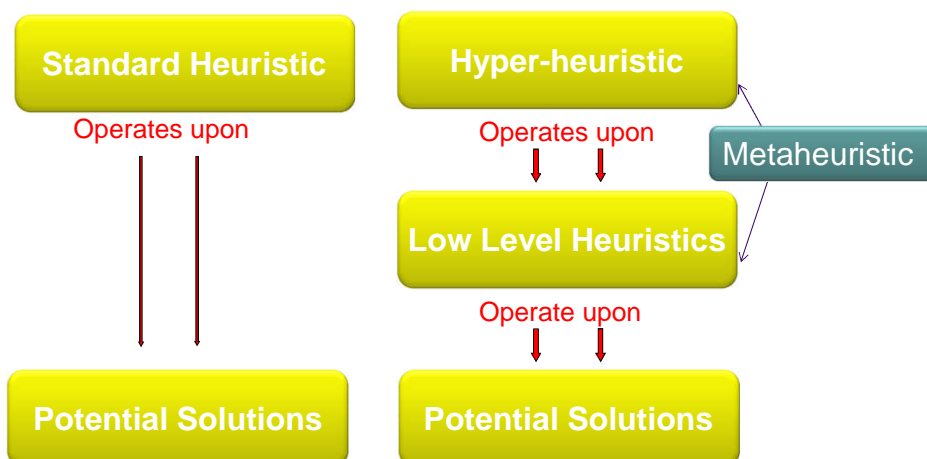 Standard Heuristic
Operates upon
Potential Solutions
Hyper-heuristic
Operates upon
Low Level Heuristics
Operate upon
Potential Solutions
Metaheuristic